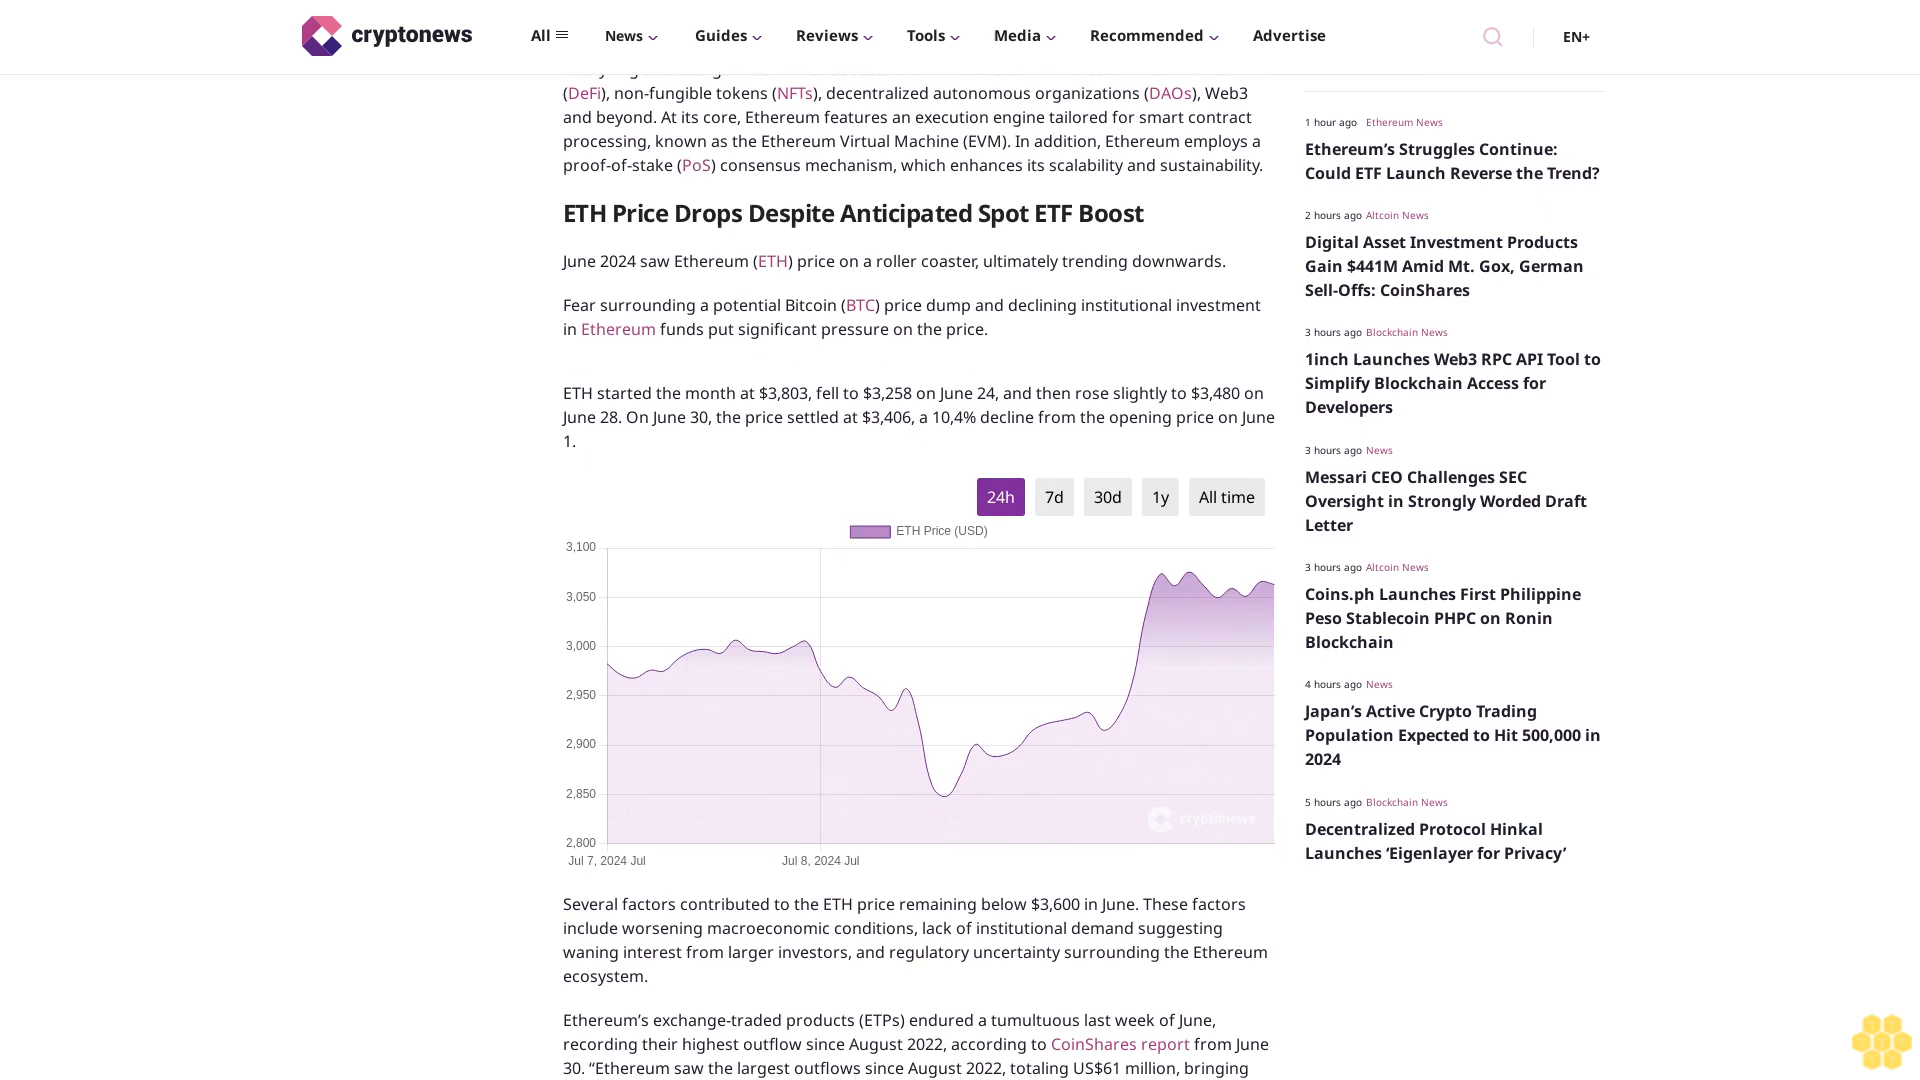 cryptonews
All
News
Guides
Reviews
Tools
Media
Recommended
Advertise
EN+
(DeFi), non-fungible tokens (NFTs), decentralized autonomous organizations (DAOs), Web3
and beyond. At its core, Ethereum features an execution engine tailored for smart contract
processing, known as the Ethereum Virtual Machine (EVM). In addition, Ethereum employs a
proof-of-stake (PoS) consensus mechanism, which enhances its scalability and sustainability.
ETH Price Drops Despite Anticipated Spot ETF Boost
June 2024 saw Ethereum (ETH) price on a roller coaster, ultimately trending downwards.
Fear surrounding a potential Bitcoin (BTC) price dump and declining institutional investment
in Ethereum funds put significant pressure on the price.
ETH started the month at $3,803, fell to $3,258 on June 24, and then rose slightly to $3,480 on
June 28. On June 30, the price settled at $3,406, a 10,4% decline from the opening price on June
1.
24h
7d
30d
1y
All time
ETH Price (USD)
3,100
3,050
3,000
2,950
2,900
2,850
2,800
Jul 7, 2024 Jul
Jul 8, 2024 Jul
cryptonews
Several factors contributed to the ETH price remaining below $3,600 in June. These factors
include worsening macroeconomic conditions, lack of institutional demand suggesting
waning interest from larger investors, and regulatory uncertainty surrounding the Ethereum
ecosystem.
Ethereum’s exchange-traded products (ETPs) endured a tumultuous last week of June,
recording their highest outflow since August 2022, according to CoinShares report from June
30. “Ethereum saw the largest outflows since August 2022, totaling US$61 million, bringing
1 hour ago Ethereum News
Ethereum’s Struggles Continue:
Could ETF Launch Reverse the Trend?
2 hours ago Altcoin News
Digital Asset Investment Products
Gain $441M Amid Mt. Gox, German
Sell-Offs: CoinShares
3 hours ago Blockchain News
1inch Launches Web3 RPC API Tool to
Simplify Blockchain Access for
Developers
3 hours ago News
Messari CEO Challenges SEC
Oversight in Strongly Worded Draft
Letter
3 hours ago Altcoin News
Coins.ph Launches First Philippine
Peso Stablecoin PHPC on Ronin
Blockchain
4 hours ago News
Japan’s Active Crypto Trading
Population Expected to Hit 500,000 in
2024
5 hours ago Blockchain News
Decentralized Protocol Hinkal
Launches ‘Eigenlayer for Privacy’